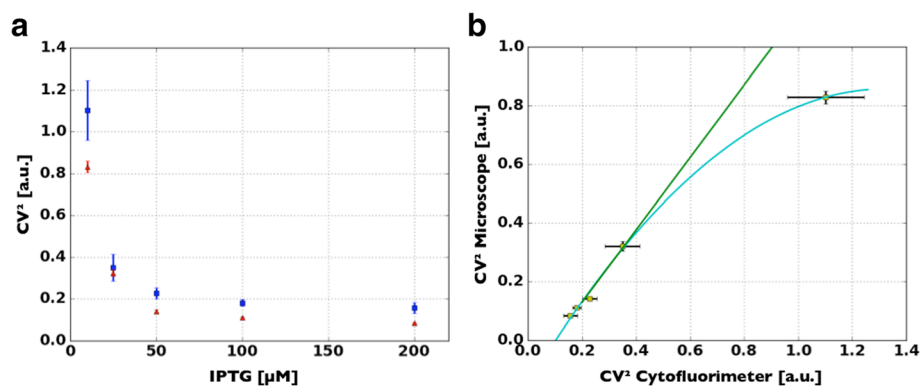 a
1.4
1.2
1.0
0.8
0.6
0.4
0.2
0.0
0 50 100 150 200
IPTG [μM]
CV² [a.u.]
b
1.0
0.8
0.6
0.4
0.2
0.0
0.0 0.2 0.4 0.6 0.8 1.0 1.2 1.4
CV² Cytofluorimeter [a.u.]
CV² Microscope [a.u.]